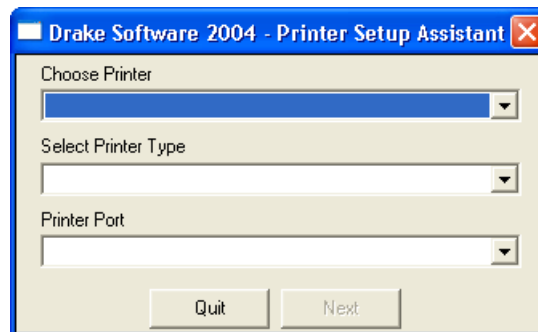 Drake Software 2004 - Printer Setup Assistant
Choose Printer
Select Printer Type
Printer Port
Quit Next